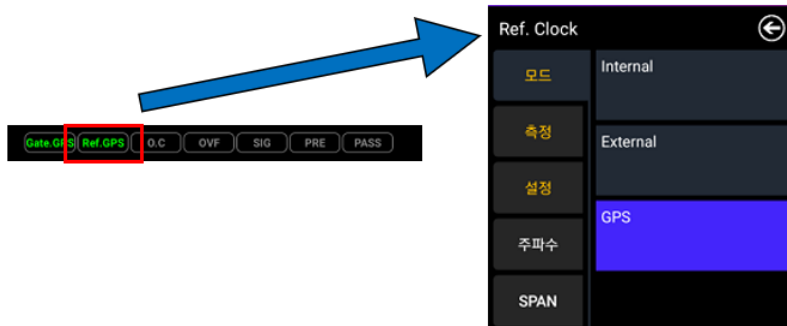 Gate.GPS Ref.GPS O.C OVF SIG PRE PASS
Ref. Clock
모드
측정
설정
주파수
SPAN
Internal
External
GPS